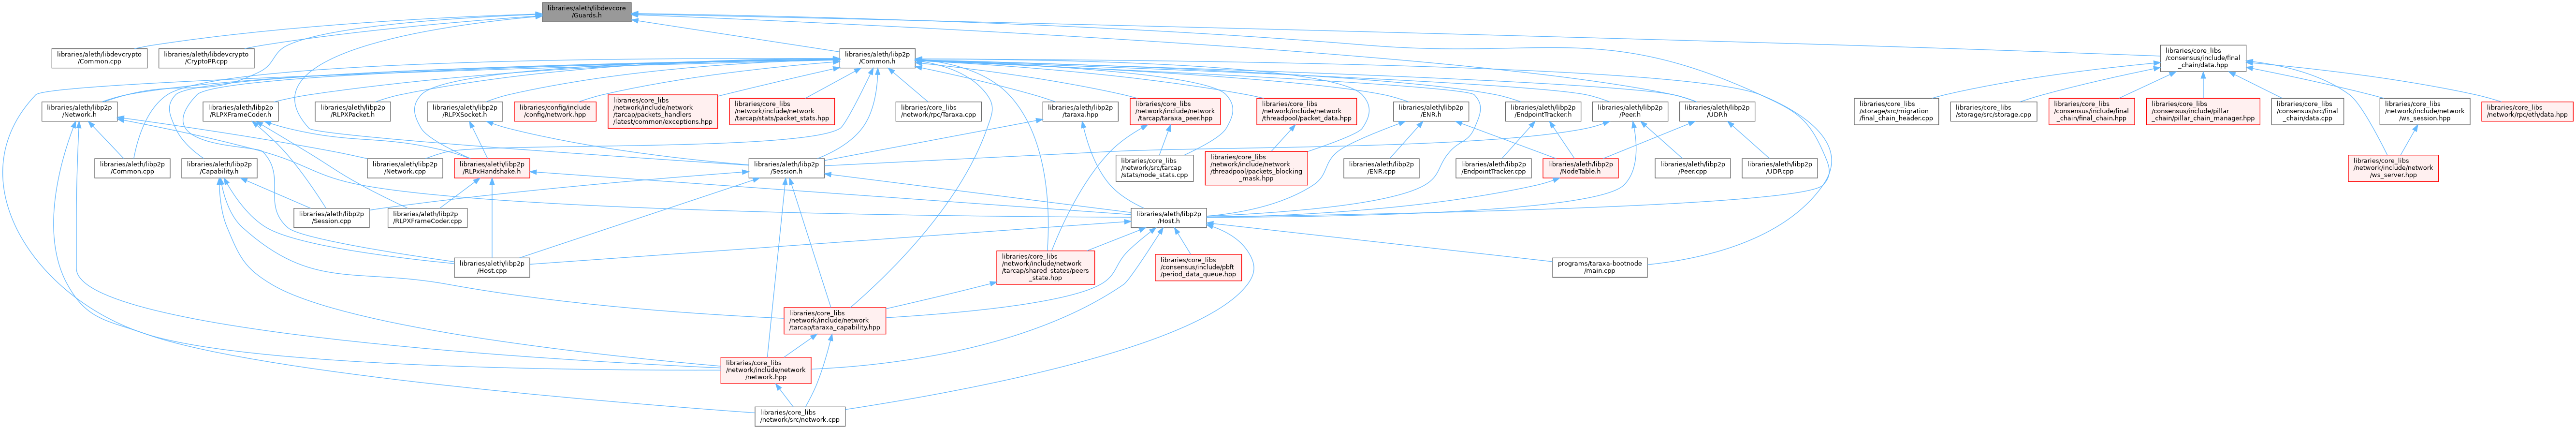 libraries/aleth/libdevcore
/Guards.h
libraries/aleth/libdevcrypto
/Common.cpp
libraries/aleth/libdevcrypto
/CryptoPP.cpp
libraries/aleth/libp2p
/Common.h
libraries/core_libs
/consensus/include/final
_chain/data.hpp
libraries/aleth/libp2p
/Network.h
libraries/aleth/libp2p
/RLPXFrameCoder.h
libraries/aleth/libp2p
/RLPXPacket.h
libraries/aleth/libp2p
/RLPXSocket.h
libraries/config/include
/config/network.hpp
libraries/core_libs
/network/include/network
/tarcap/packets_handlers
/latest/common/exceptions.hpp
libraries/core_libs
/network/include/network
/tarcap/stats/packet_stats.hpp
libraries/core_libs
/network/rpc/Taraxa.cpp
libraries/aleth/libp2p
/taraxa.hpp
libraries/core_libs
/network/include/network
/tarcap/taraxa_peer.hpp
libraries/core_libs
/network/include/network
/threadpool/packet_data.hpp
libraries/aleth/libp2p
/ENR.h
libraries/aleth/libp2p
/EndpointTracker.h
libraries/aleth/libp2p
/Peer.h
libraries/aleth/libp2p
/UDP.h
libraries/core_libs
/storage/src/migration
/final_chain_header.cpp
libraries/core_libs
/storage/src/storage.cpp
libraries/core_libs
/consensus/include/final
_chain/final_chain.hpp
libraries/core_libs
/consensus/include/pillar
_chain/pillar_chain_manager.hpp
libraries/core_libs
/consensus/src/final
_chain/data.cpp
libraries/core_libs
/network/include/network
/ws_session.hpp
libraries/core_libs
/network/rpc/eth/data.hpp
libraries/aleth/libp2p
/Common.cpp
libraries/aleth/libp2p
/Capability.h
libraries/aleth/libp2p
/Network.cpp
libraries/aleth/libp2p
/RLPxHandshake.h
libraries/aleth/libp2p
/Session.h
libraries/core_libs
/network/src/tarcap
/stats/node_stats.cpp
libraries/core_libs
/network/include/network
/threadpool/packets_blocking
_mask.hpp
libraries/aleth/libp2p
/ENR.cpp
libraries/aleth/libp2p
/EndpointTracker.cpp
libraries/aleth/libp2p
/NodeTable.h
libraries/aleth/libp2p
/Peer.cpp
libraries/aleth/libp2p
/UDP.cpp
libraries/core_libs
/network/include/network
/ws_server.hpp
libraries/aleth/libp2p
/Session.cpp
libraries/aleth/libp2p
/RLPXFrameCoder.cpp
libraries/aleth/libp2p
/Host.h
libraries/aleth/libp2p
/Host.cpp
libraries/core_libs
/network/include/network
/tarcap/shared_states/peers
_state.hpp
libraries/core_libs
/consensus/include/pbft
/period_data_queue.hpp
programs/taraxa-bootnode
/main.cpp
libraries/core_libs
/network/include/network
/tarcap/taraxa_capability.hpp
libraries/core_libs
/network/include/network
/network.hpp
libraries/core_libs
/network/src/network.cpp